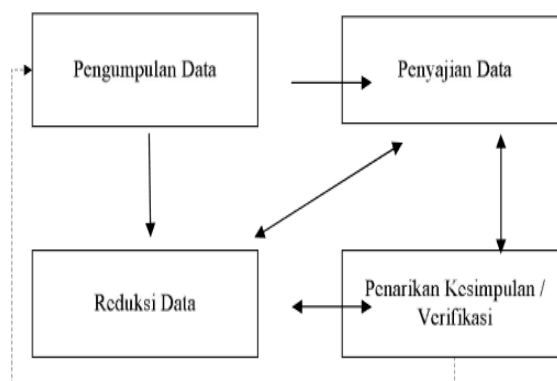 Pengumpulan Data
Penyajian Data
Reduksi Data
Penarikan Kesimpulan /
Verifikasi